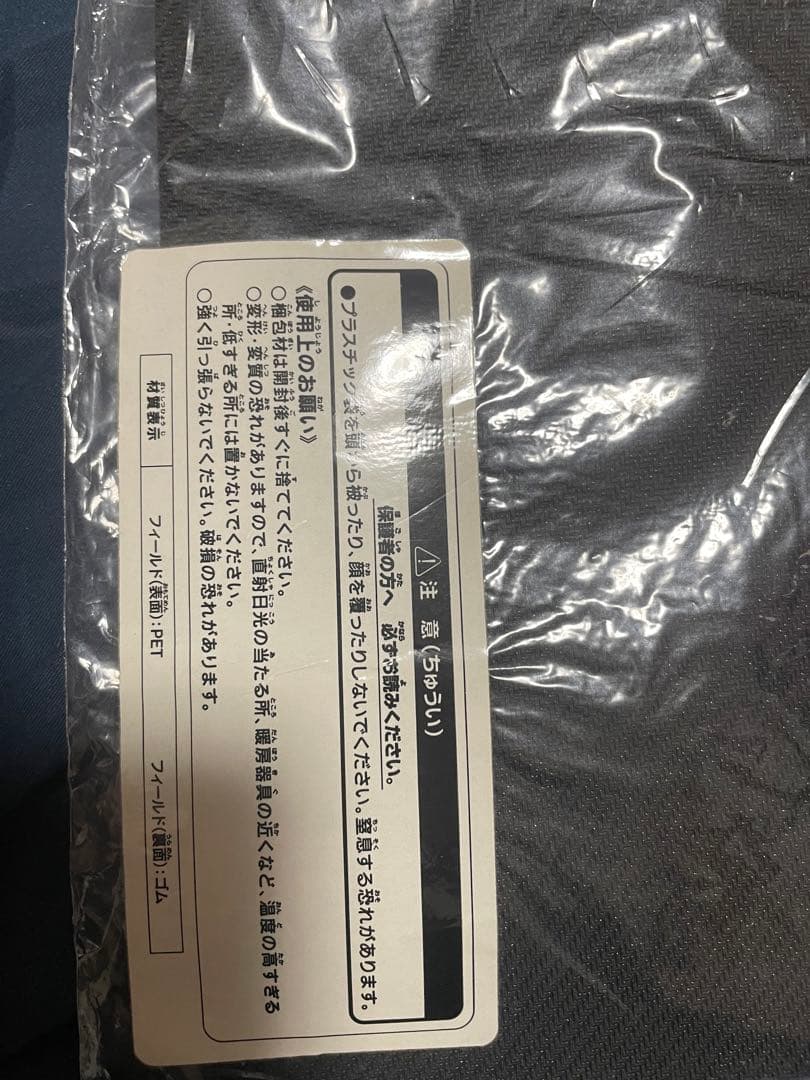 ⚠注 意(ちゅうい)
保護者の方へ 必ずお読みください。
●プラスチック袋を頭から被ったり、顔を覆ったりしないでください。窒息する恐れがあります。
《使用上のお願い》
○梱包材は開封後すぐに捨ててください。
○変形・変質の恐れがありますので、直射日光の当たる所、暖房器具の近くなど、温度の高すぎる
所・低すぎる所には置かないでください。
○強く引っ張らないでください。破損の恐れがあります。
材質表示 フィールド(表面):PET フィールド(裏面):ゴム